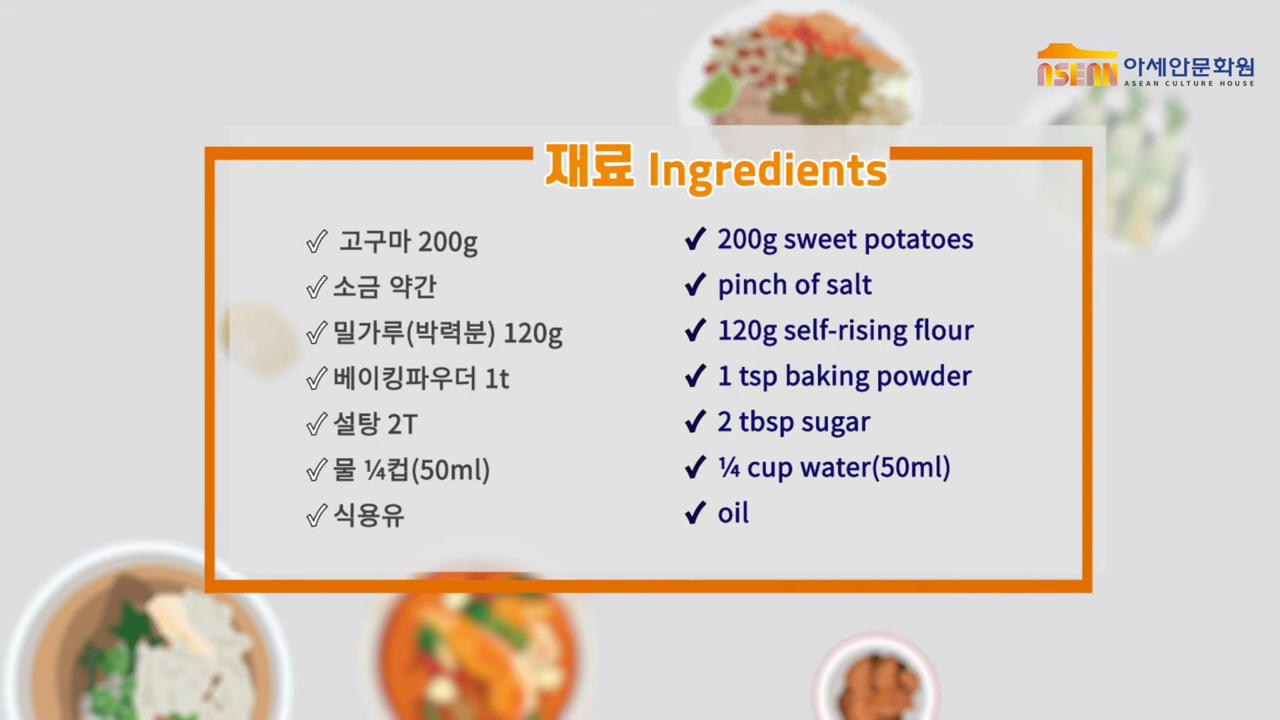 ASEAN 아세안문화원
ASEAN CULTURE HOUSE
재료 Ingredients
✓ 고구마 200g
✓ 소금 약간
✓ 밀가루(박력분) 120g
✓ 베이킹파우더 1t
✓ 설탕 2T
✓ 물 ¼컵(50ml)
✓ 식용유
✓ 200g sweet potatoes
✓ pinch of salt
✓ 120g self-rising flour
✓ 1 tsp baking powder
✓ 2 tbsp sugar
✓ ¼ cup water(50ml)
✓ oil